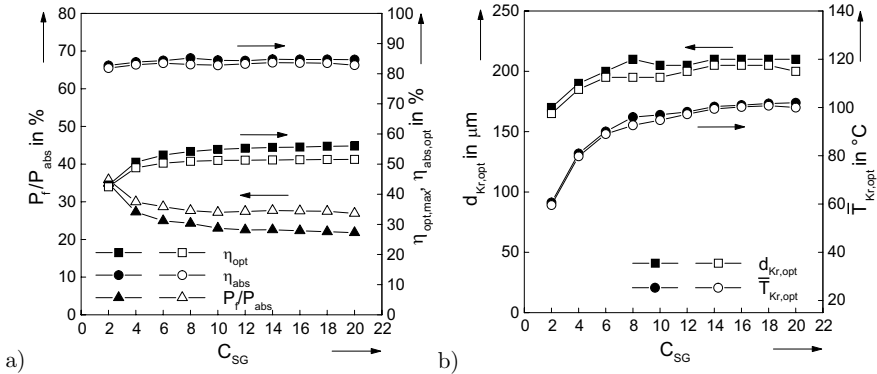 80
70
60
50
40
30
20
10
0
P_f/P_abs in %
100
90
80
70
60
50
40
30
20
10
0
η_opt,max, η_abs,opt in %
η_opt
η_abs
P_f/P_abs
0 2 4 6 8 10 12 14 16 18 20 22
C_SG
a)
250
200
150
100
50
0
d_Kr,opt in µm
140
120
100
80
60
40
20
T̅_Kr,opt in °C
d_Kr,opt
T̅_Kr,opt
0 2 4 6 8 10 12 14 16 18 20 22
C_SG
b)